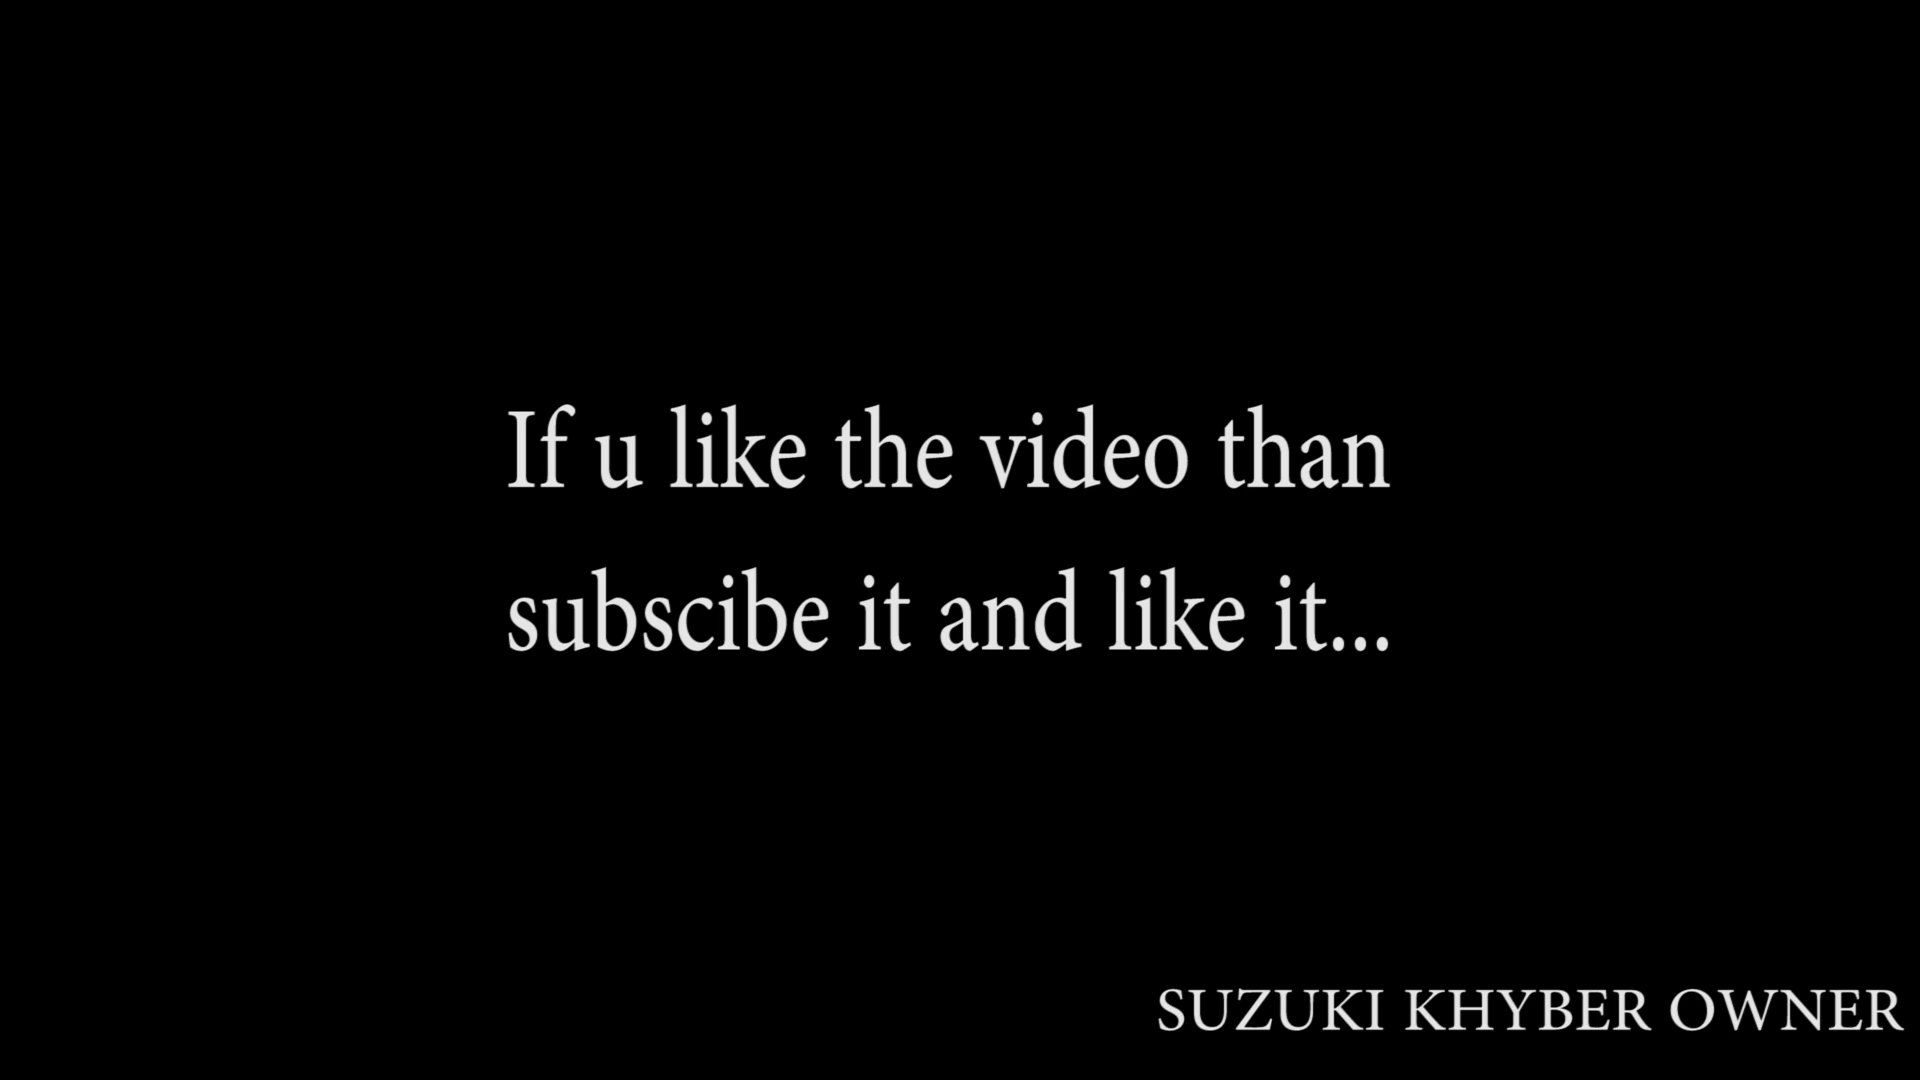 If u like the video than
subscibe it and like it...
SUZUKI KHYBER OWNER